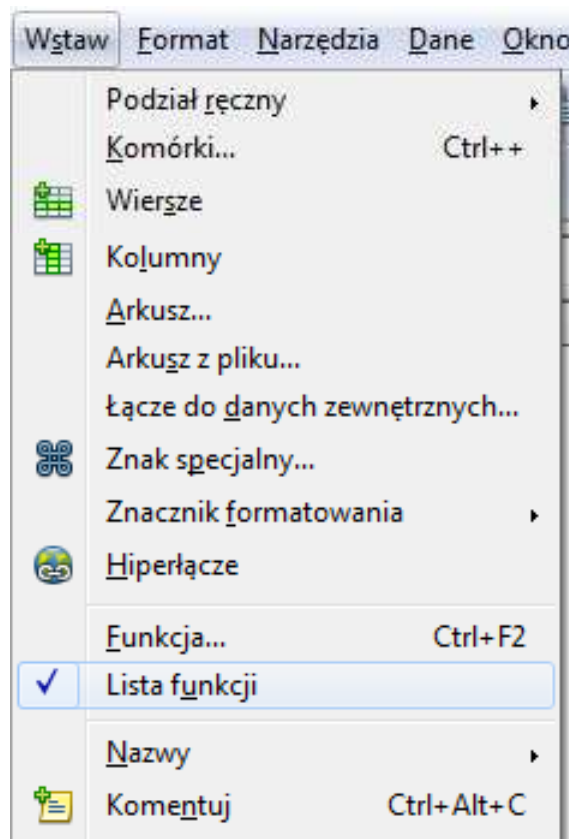 Wstaw Format Narzędzia Dane Okno
Podział ręczny
Komórki... Ctrl++
Wiersze
Kolumny
Arkusz...
Arkusz z pliku...
Łącze do danych zewnętrznych...
Znak specjalny...
Znacznik formatowania
Hiperłącze
Funkcja... Ctrl+F2
Lista funkcji
Nazwy
Komentuj Ctrl+Alt+C